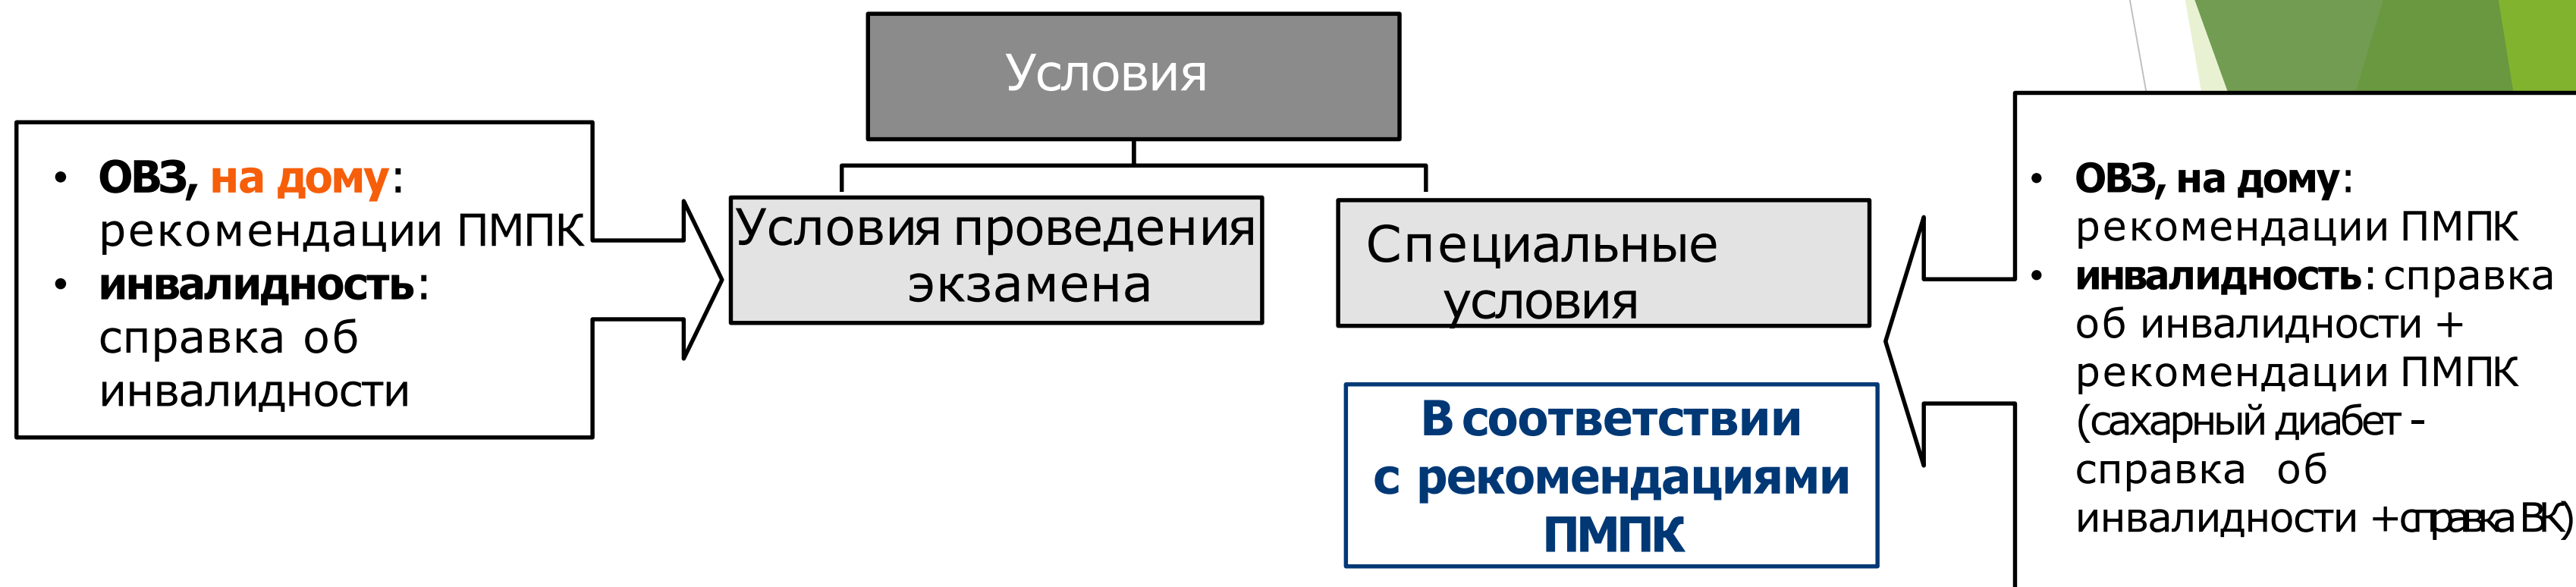 Условия
• ОВЗ, на дому:
рекомендации ПМПК
• инвалидность:
справка об
инвалидности
Условия проведения
экзамена
Специальные
условия
В соответствии
с рекомендациями
ПМПК
• ОВЗ, на дому:
рекомендации ПМПК
• инвалидность: справка
об инвалидности +
рекомендации ПМПК
(сахарный диабет -
справка об
инвалидности +справка ВК)